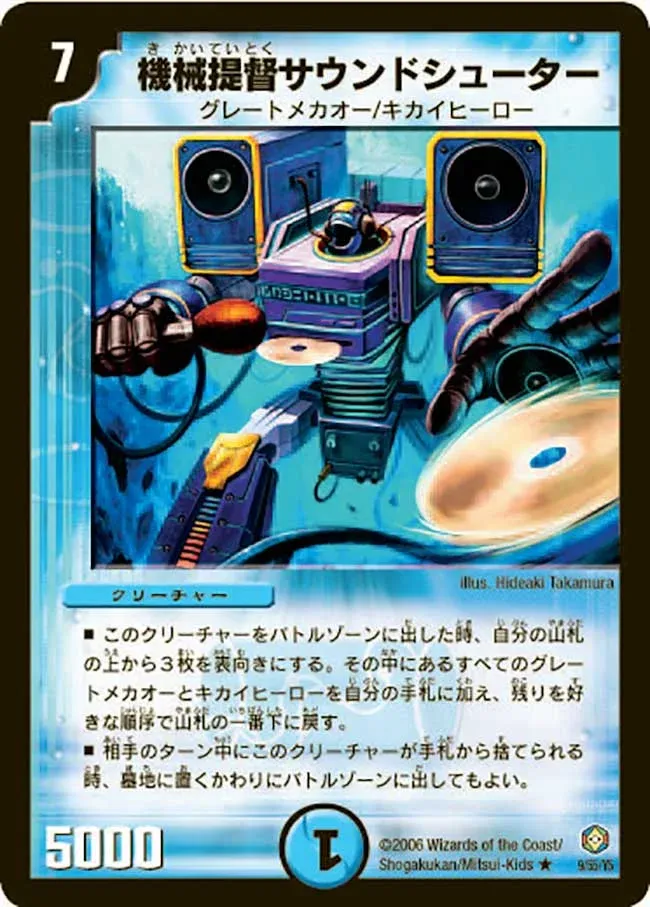 7
きかいていとく
機械提督サウンドシューター
グレートメカオー/キカイヒーロー
illus. Hideaki Takamura
クリーチャー
■ このクリーチャーをバトルゾーンに出した時、自分の山札
の上から3枚を表向きにする。その中にあるすべてのグレー
トメカオーとキカイヒーローを自分の手札に加え、残りを好
きな順序で山札の一番下に戻す。
■ 相手のターン中にこのクリーチャーが手札から捨てられる
時、墓地に置くかわりにバトルゾーンに出してもよい。
5000
1
©2006 Wizards of the Coast/
Shogakukan/Mitsui-Kids ★
9/55・Y5